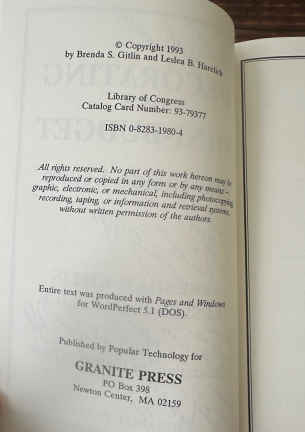 © Copyright 1993
by Brenda S. Gitlin and Leslea B. Harelick
Library of Congress
Catalog Card Number: 93-79377
ISBN 0-8283-1980-4
All rights reserved. No part of this work hereon may be
reproduced or copied in any form or by any means –
graphic, electronic, or mechanical, including photocopying,
recording, taping, or information and retrieval systems,
without written permission of the authors.
Entire text was produced with Pages and Windows
for WordPerfect 5.1 (DOS).
Published by Popular Technology for
GRANITE PRESS
PO Box 398
Newton Center, MA 02159